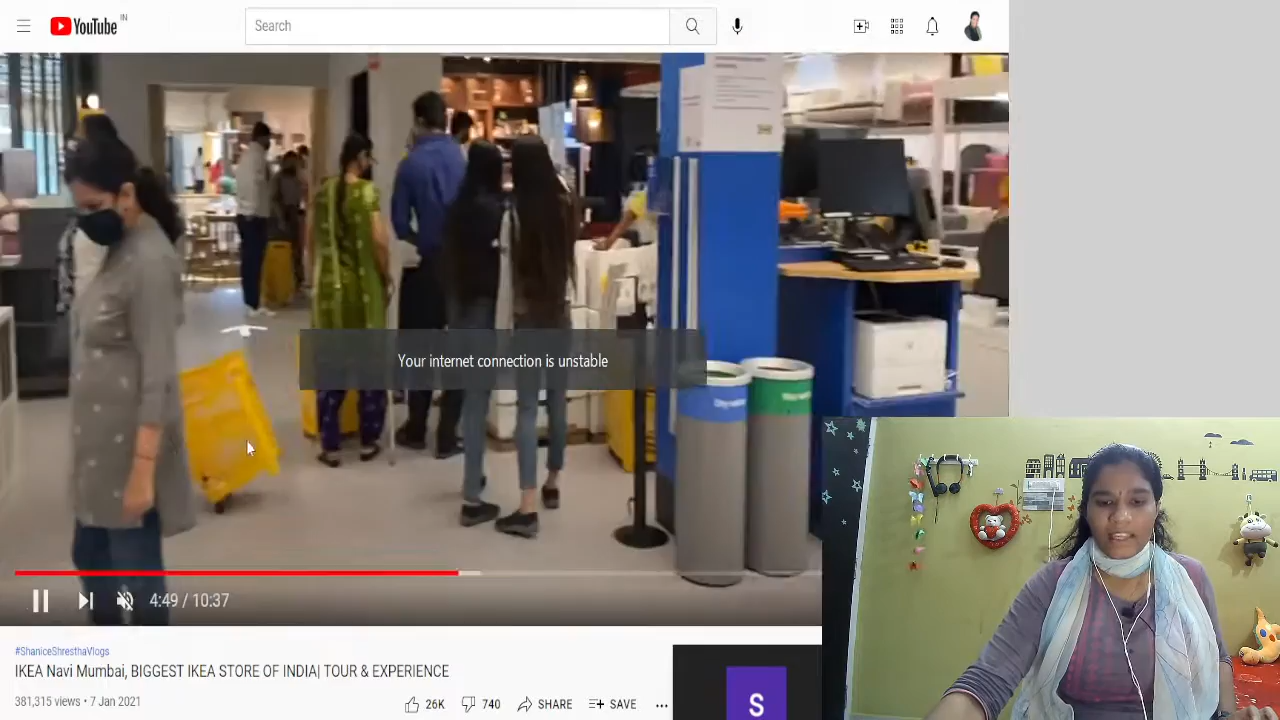 YouTube IN
Search
Your internet connection is unstable
4:49 / 10:37
#ShaniceShresthaVlogs
IKEA Navi Mumbai, BIGGEST IKEA STORE OF INDIA| TOUR & EXPERIENCE
381,315 views • 7 Jan 2021
26K 740 SHARE SAVE ...
S